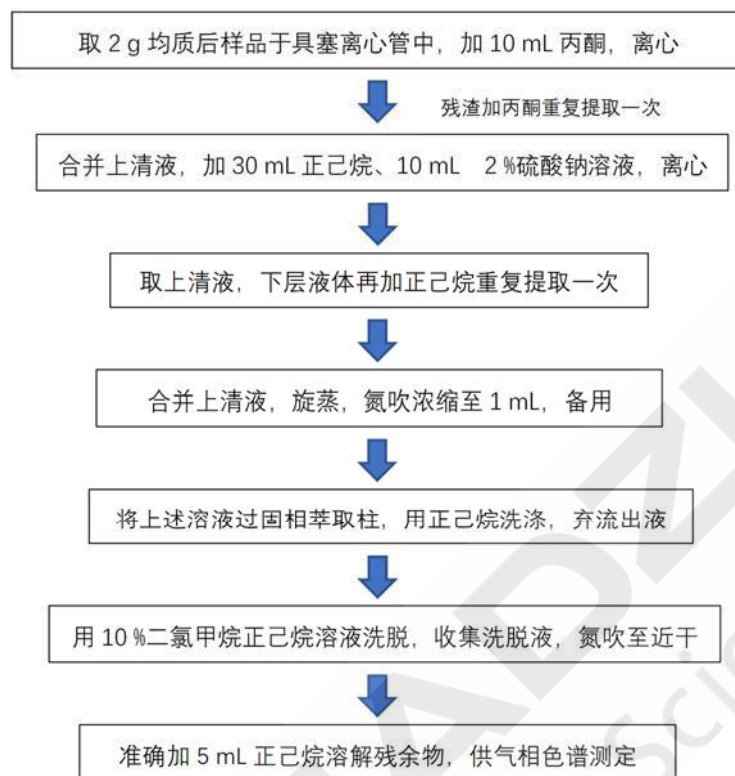 取 2 g 均质后样品于具塞离心管中，加 10 mL 丙酮，离心
残渣加丙酮重复提取一次
合并上清液，加 30 mL 正己烷、10 mL 2 %硫酸钠溶液，离心
取上清液，下层液体再加正己烷重复提取一次
合并上清液，旋蒸，氮吹浓缩至 1 mL，备用
将上述溶液过固相萃取柱，用正己烷洗涤，弃流出液
用 10 %二氯甲烷正己烷溶液洗脱，收集洗脱液，氮吹至近干
准确加 5 mL 正己烷溶解残余物，供气相色谱测定